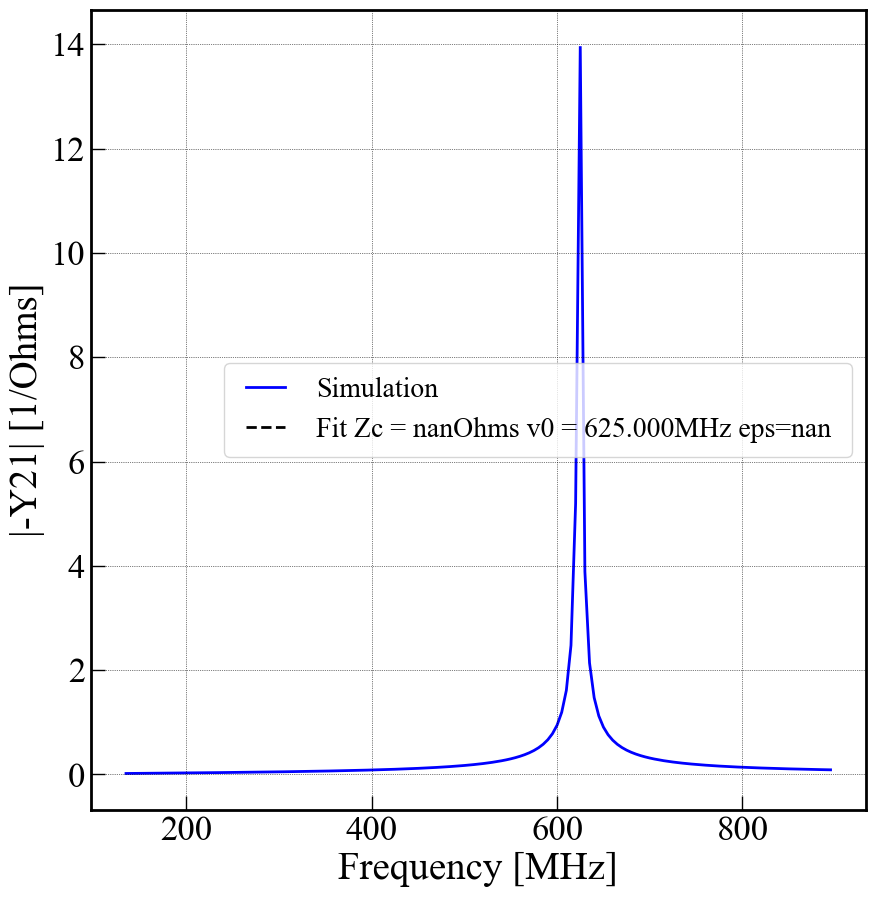 14
12
10
8
6
4
2
0
|-Y21| [1/Ohms]
Simulation
Fit Zc = nanOhms v0 = 625.000MHz eps=nan
200 400 600 800
Frequency [MHz]